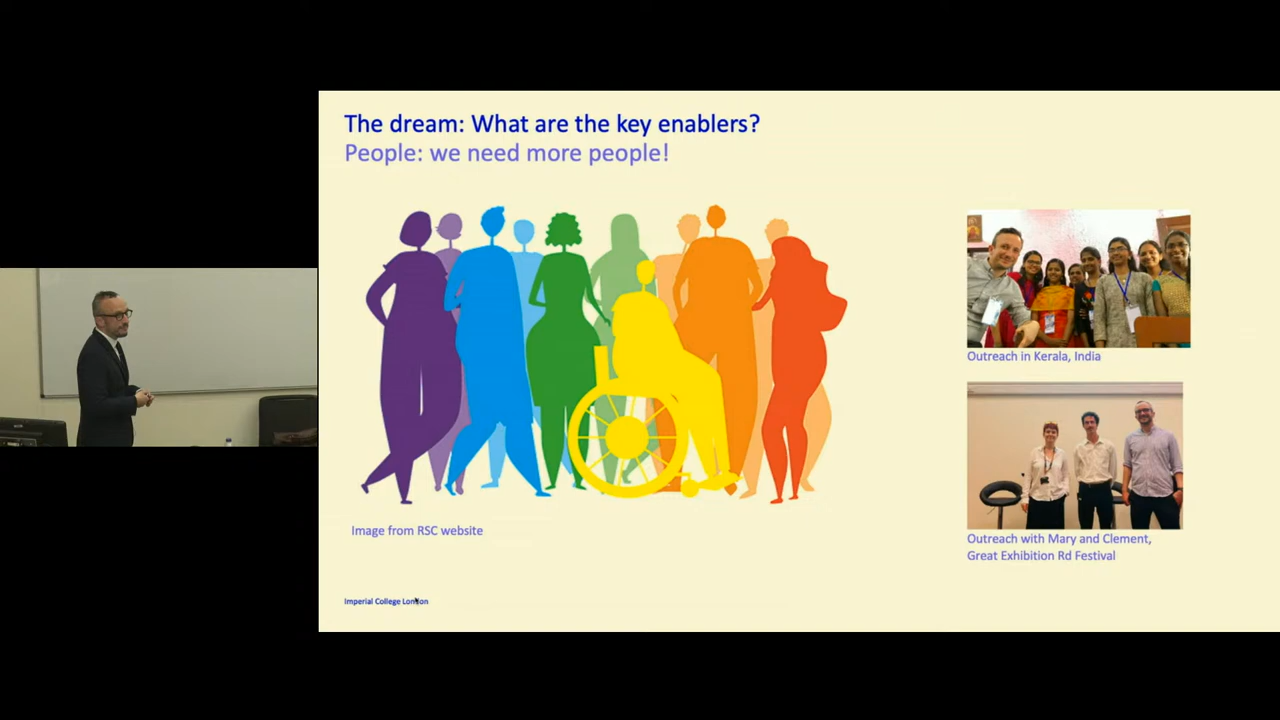 The dream: What are the key enablers?
People: we need more people!
Outreach in Kerala, India
Image from RSC website
Outreach with Mary and Clement,
Great Exhibition Rd Festival
Imperial College London